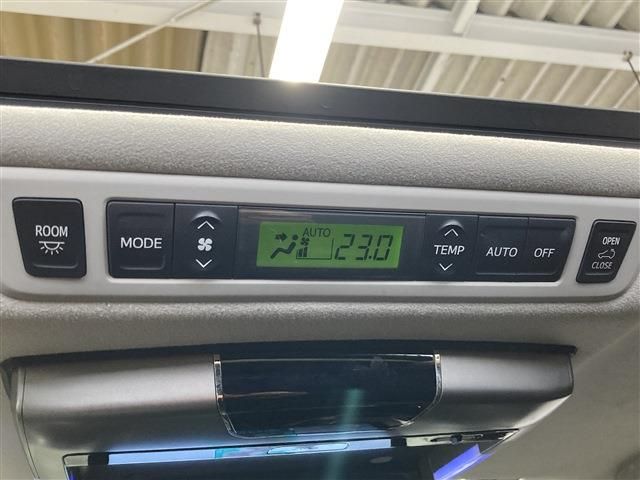 ROOM
MODE
AUTO
23.0
TEMP
AUTO
OFF
OPEN
CLOSE